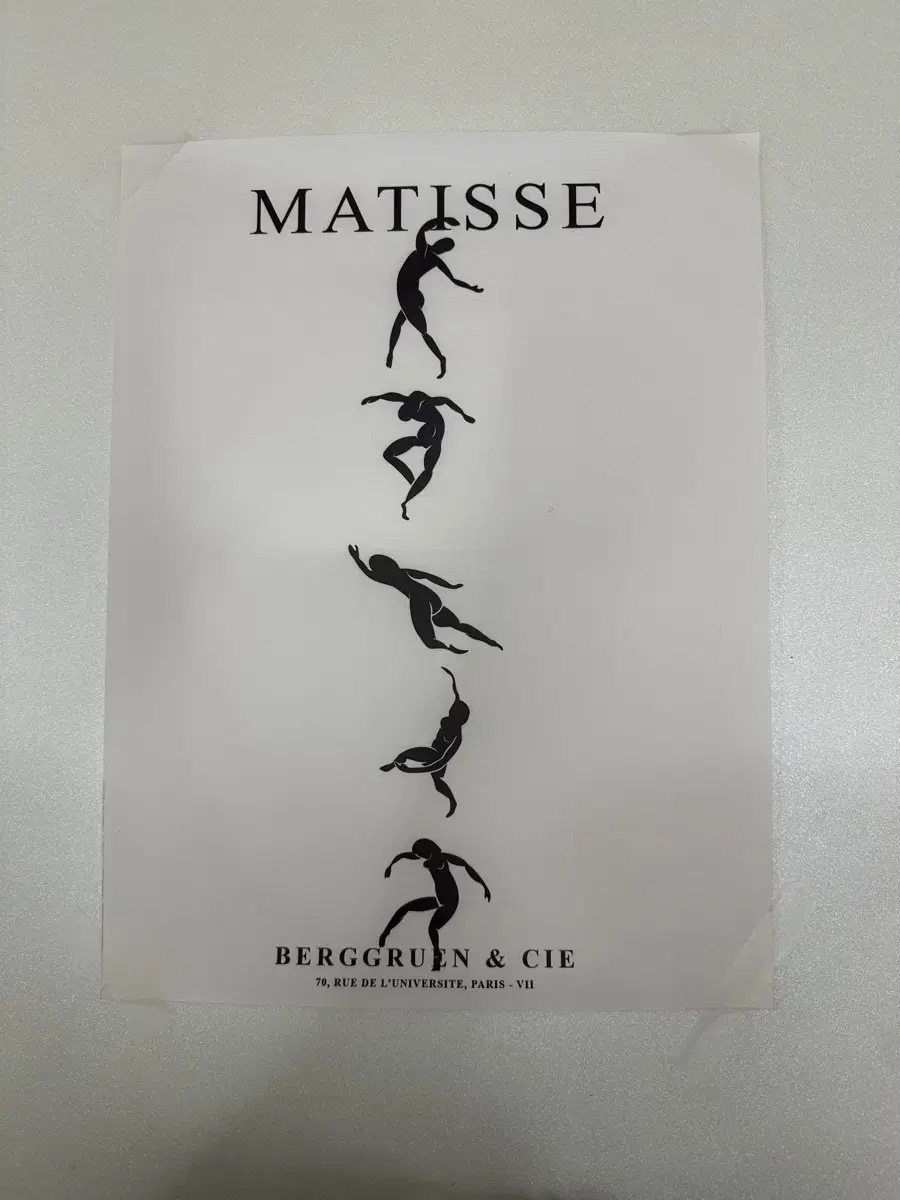 MATISSE
BERGGRUEN & CIE
70, RUE DE L'UNIVERSITE, PARIS - VII